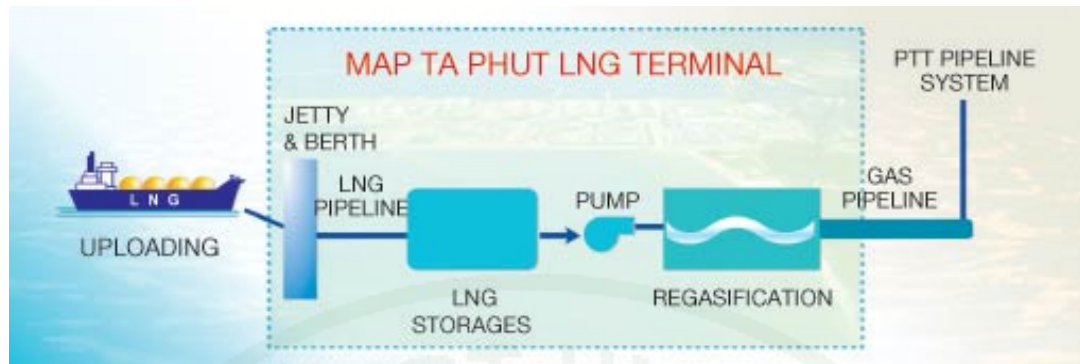 MAP TA PHUT LNG TERMINAL
PTT PIPELINE
SYSTEM
JETTY
& BERTH
LNG
PIPELINE
PUMP
GAS
PIPELINE
LNG
UPLOADING
LNG
STORAGES
REGASIFICATION